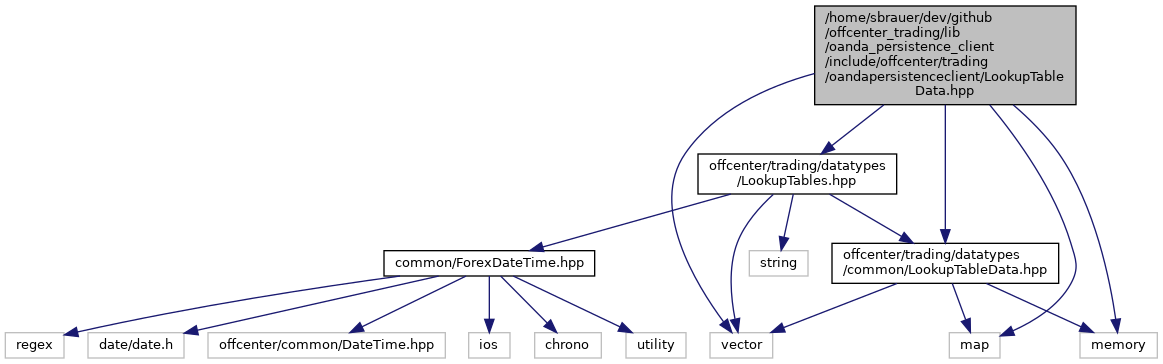 /home/sbrauer/dev/github
/offcenter_trading/lib
/oanda_persistence_client
/include/offcenter/trading
/oandapersistenceclient/LookupTable
Data.hpp
offcenter/trading/datatypes
/LookupTables.hpp
common/ForexDateTime.hpp
string
offcenter/trading/datatypes
/common/LookupTableData.hpp
regex
date/date.h
offcenter/common/DateTime.hpp
ios
chrono
utility
vector
map
memory